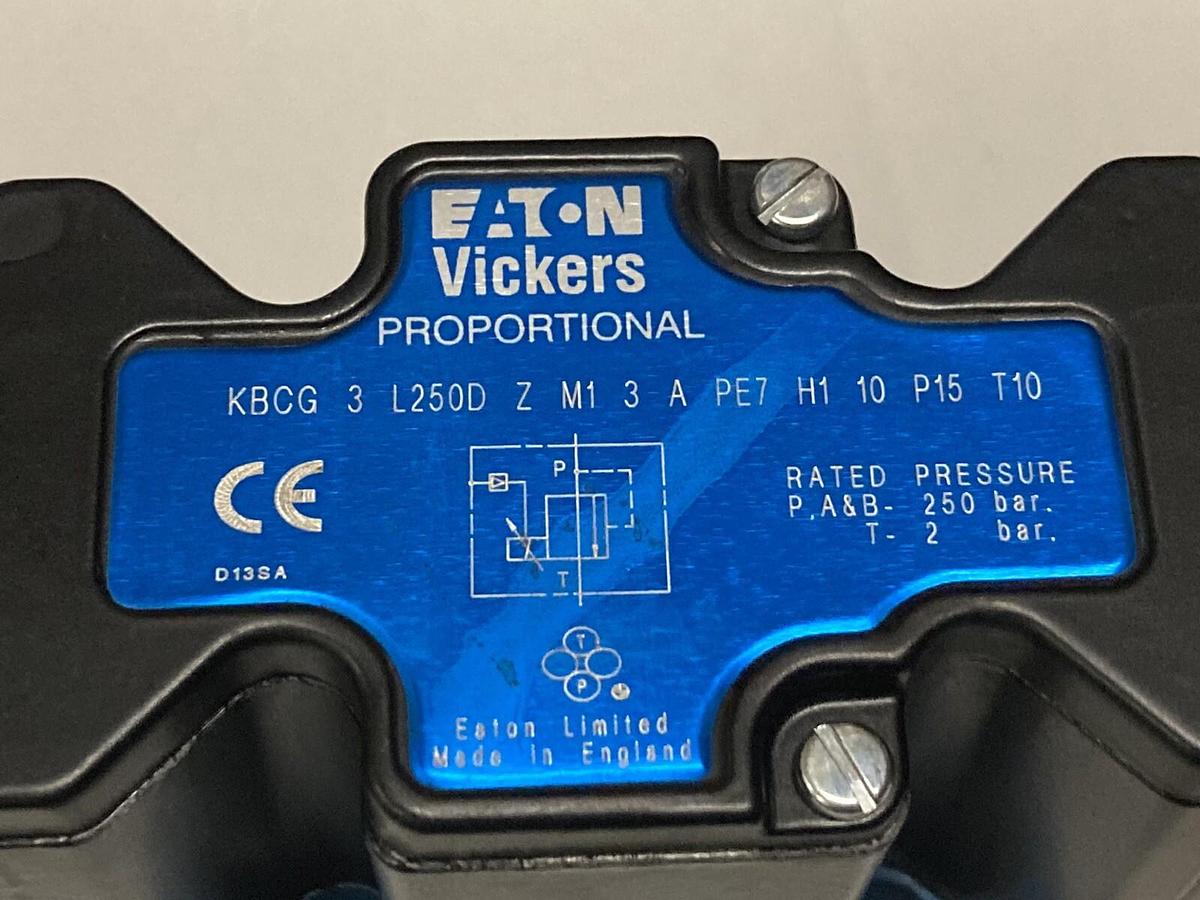 EATON
Vickers
PROPORTIONAL
KBCG 3 L250D Z M1 3 A PE7 H1 10 P15 T10
CE
D13SA
P
T
RATED PRESSURE
P,A&B- 250 bar.
T- 2 bar.
T
P
Eaton Limited
Made in England